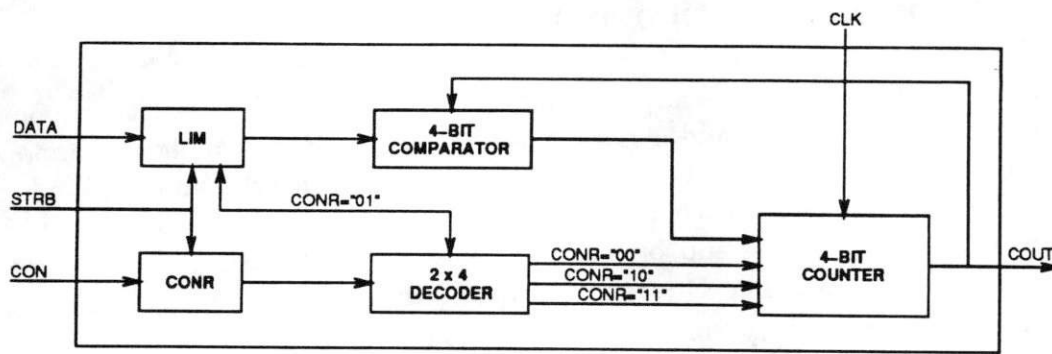 CLK
DATA
LIM
4-BIT
COMPARATOR
STRB
CONR="01"
CON
CONR
2 x 4
DECODER
CONR="00"
CONR="10"
CONR="11"
4-BIT
COUNTER
COUT